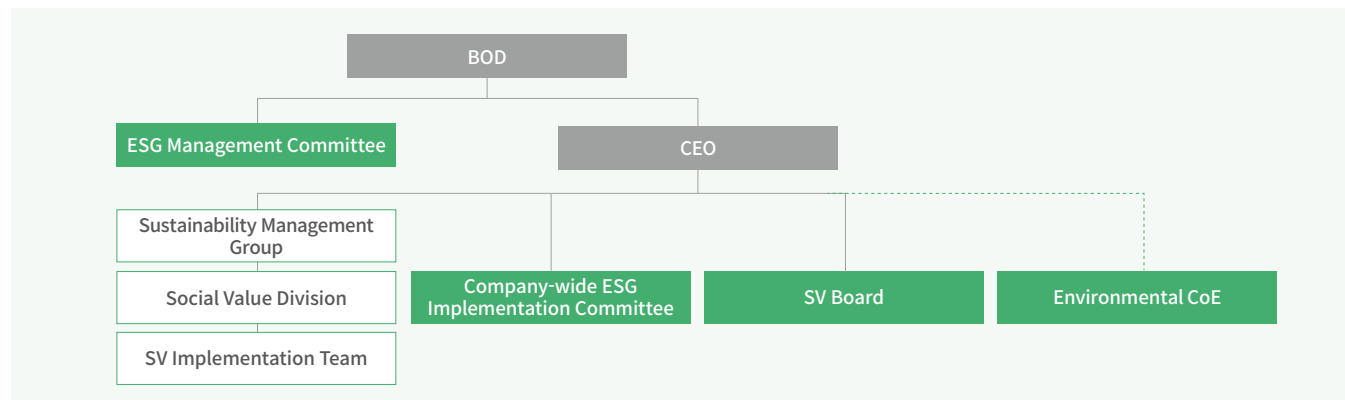 BOD
ESG Management Committee
CEO
Sustainability Management
Group
Social Value Division
SV Implementation Team
Company-wide ESG
Implementation Committee
SV Board
Environmental CoE